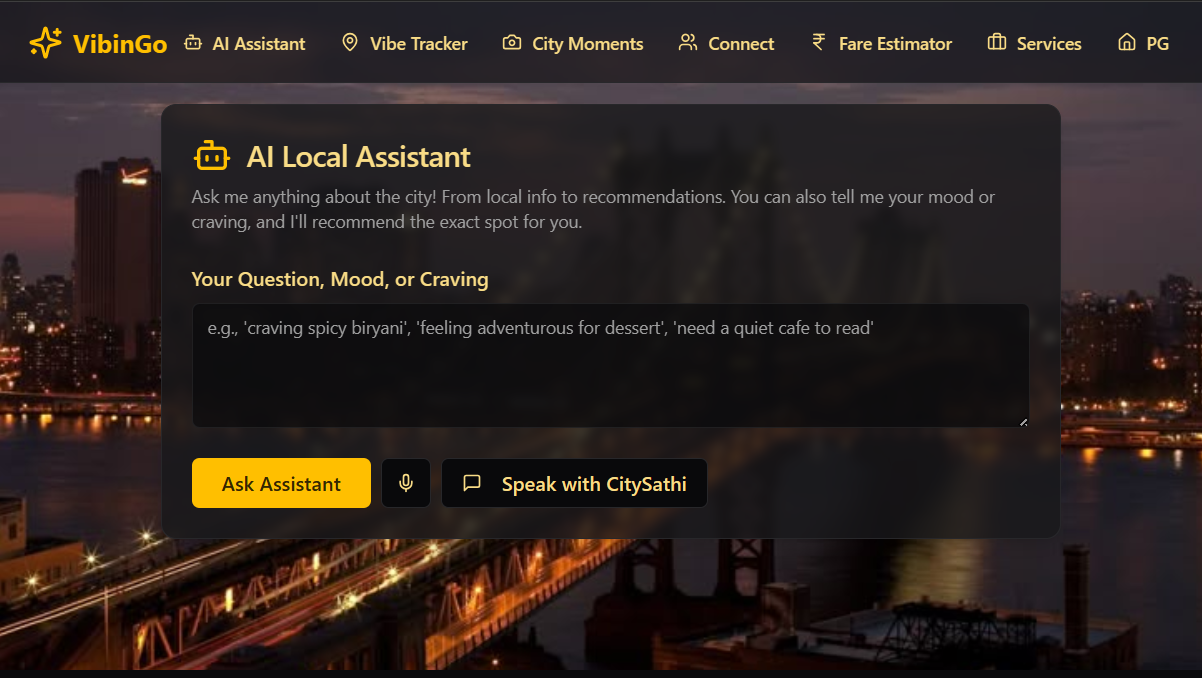 VibinGo AI Assistant Vibe Tracker City Moments Connect ₹ Fare Estimator Services PG
AI Local Assistant
Ask me anything about the city! From local info to recommendations. You can also tell me your mood or
craving, and I'll recommend the exact spot for you.
Your Question, Mood, or Craving
e.g., 'craving spicy biryani', 'feeling adventurous for dessert', 'need a quiet cafe to read'
Ask Assistant Speak with CitySathi